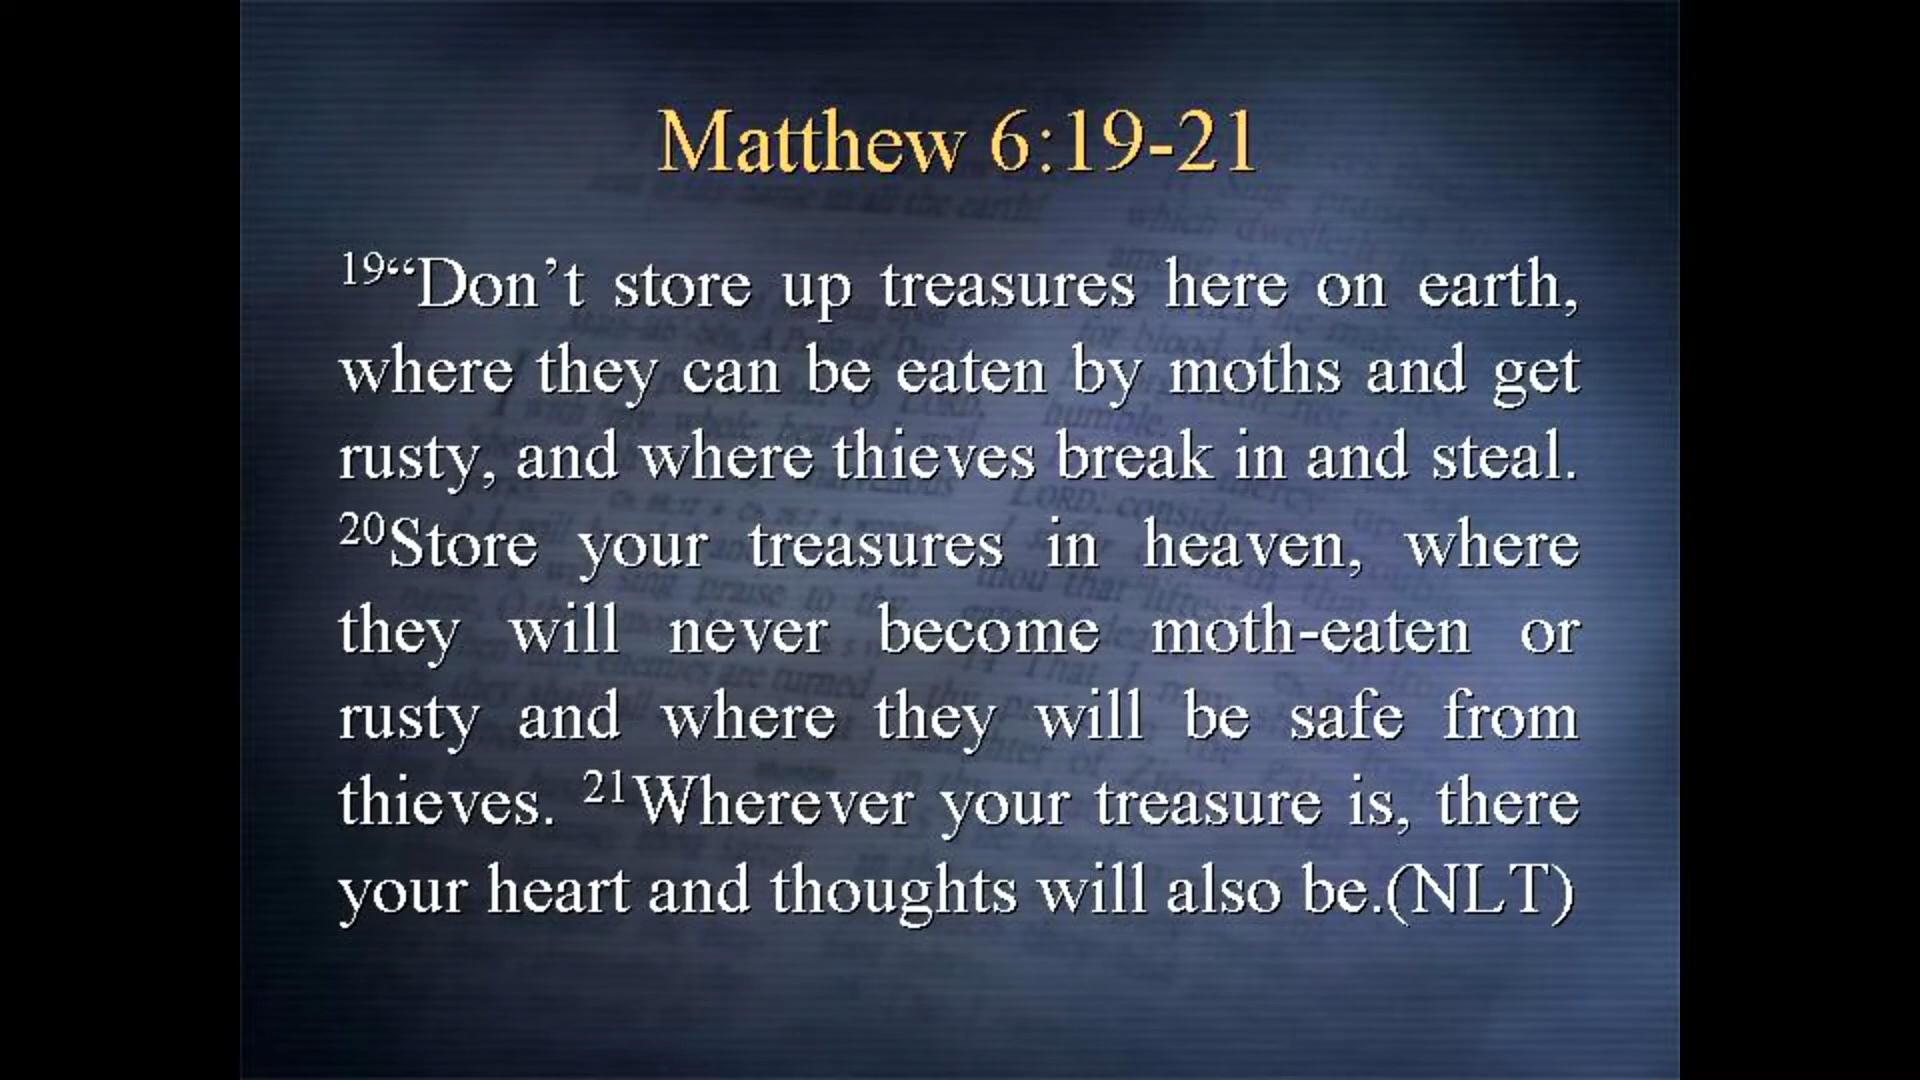 Matthew 6:19-21
19“Don’t store up treasures here on earth,
where they can be eaten by moths and get
rusty, and where thieves break in and steal.
20Store your treasures in heaven, where
they will never become moth-eaten or
rusty and where they will be safe from
thieves. 21Wherever your treasure is, there
your heart and thoughts will also be.(NLT)